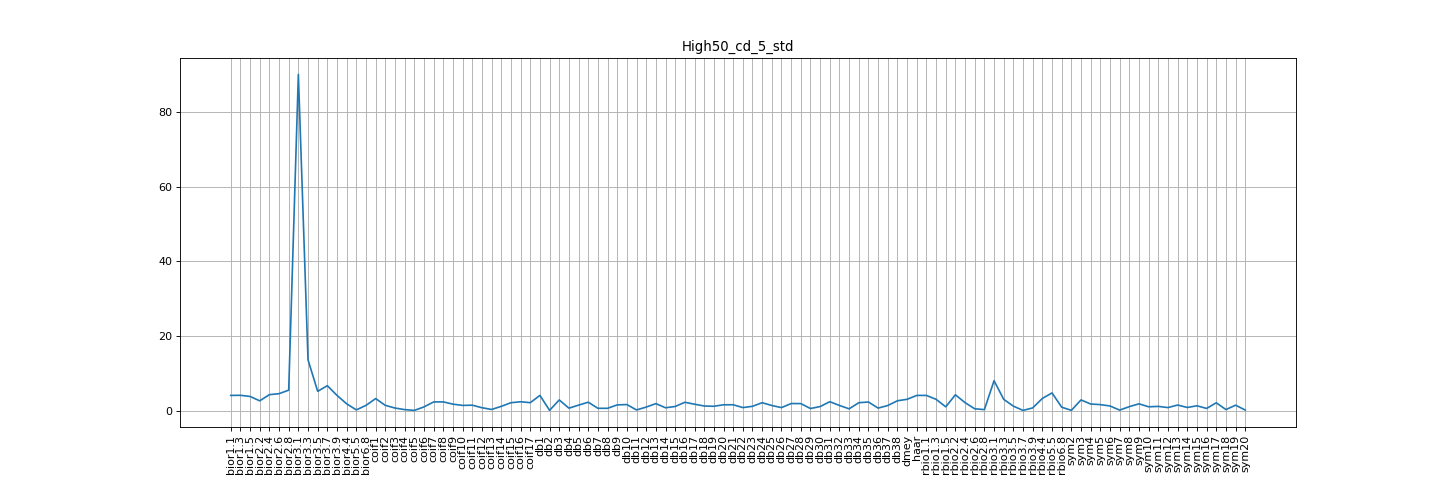 High50_cd_5_std
80
60
40
20
0
bior1.1
bior1.3
bior1.5
bior2.2
bior2.4
bior2.6
bior2.8
bior3.1
bior3.3
bior3.5
bior3.7
bior3.9
bior4.4
bior5.5
bior6.8
coif1
coif2
coif3
coif4
coif5
coif6
coif7
coif8
coif9
coif10
coif11
coif12
coif13
coif14
coif15
coif16
coif17
db1
db2
db3
db4
db5
db6
db7
db8
db9
db10
db11
db12
db13
db14
db15
db16
db17
db18
db19
db20
db21
db22
db23
db24
db25
db26
db27
db28
db29
db30
db31
db32
db33
db34
db35
db36
db37
db38
dmey
haar
rbio1.1
rbio1.3
rbio1.5
rbio2.2
rbio2.4
rbio2.6
rbio2.8
rbio3.1
rbio3.3
rbio3.5
rbio3.7
rbio3.9
rbio4.4
rbio5.5
rbio6.8
sym2
sym3
sym4
sym5
sym6
sym7
sym8
sym9
sym10
sym11
sym12
sym13
sym14
sym15
sym16
sym17
sym18
sym19
sym20